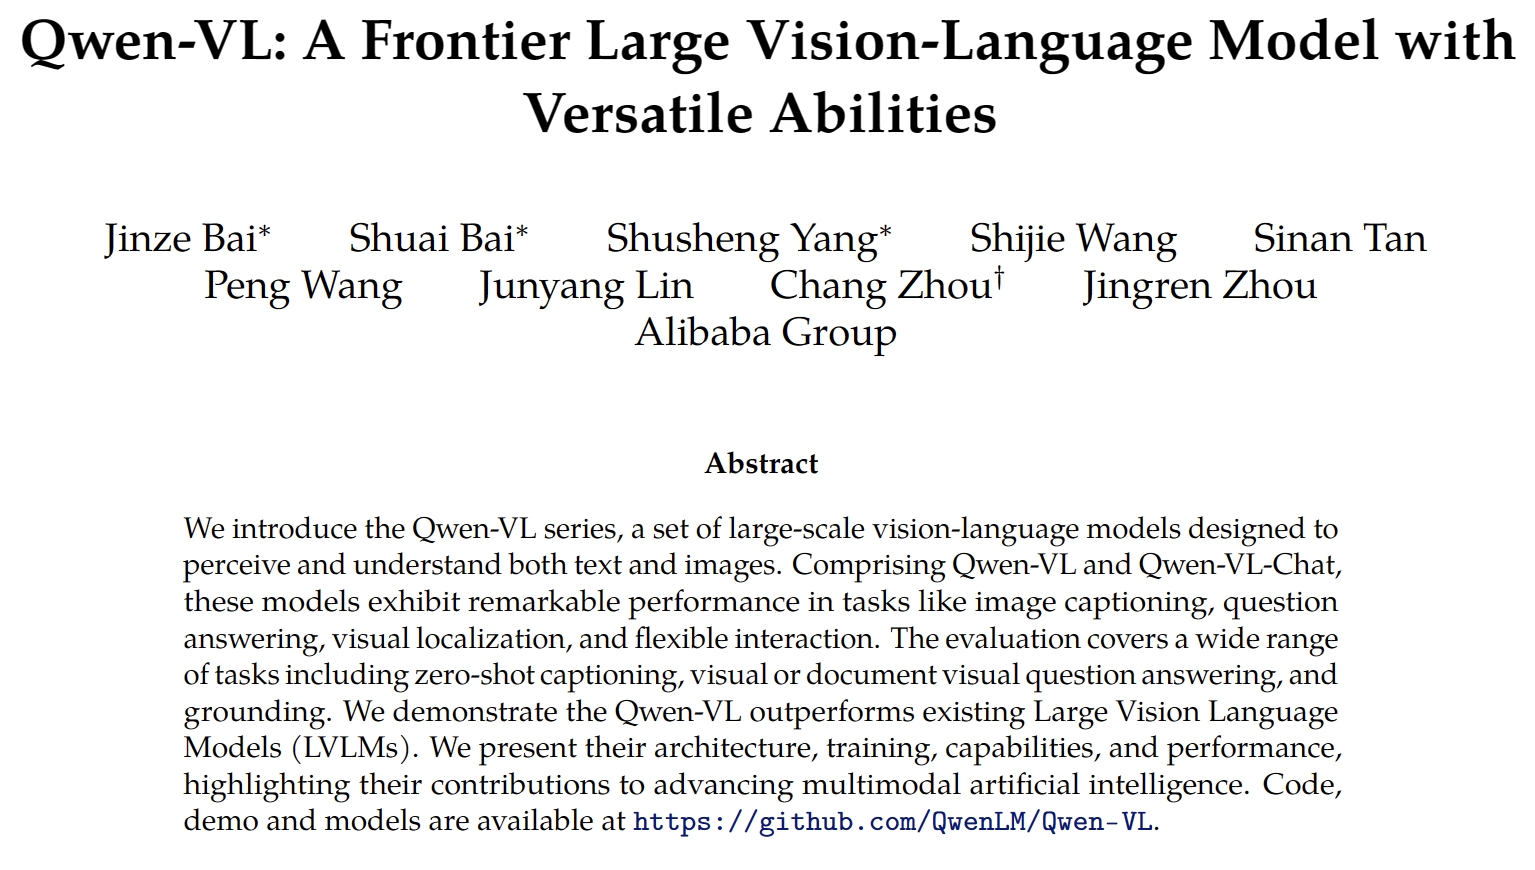 Qwen-VL: A Frontier Large Vision-Language Model with
Versatile Abilities
Jinze Bai* Shuai Bai* Shusheng Yang* Shijie Wang Sinan Tan
Peng Wang Junyang Lin Chang Zhou† Jingren Zhou
Alibaba Group
Abstract
We introduce the Qwen-VL series, a set of large-scale vision-language models designed to
perceive and understand both text and images. Comprising Qwen-VL and Qwen-VL-Chat,
these models exhibit remarkable performance in tasks like image captioning, question
answering, visual localization, and flexible interaction. The evaluation covers a wide range
of tasks including zero-shot captioning, visual or document visual question answering, and
grounding. We demonstrate the Qwen-VL outperforms existing Large Vision Language
Models (LVLMs). We present their architecture, training, capabilities, and performance,
highlighting their contributions to advancing multimodal artificial intelligence. Code,
demo and models are available at https://github.com/QwenLM/Qwen-VL.